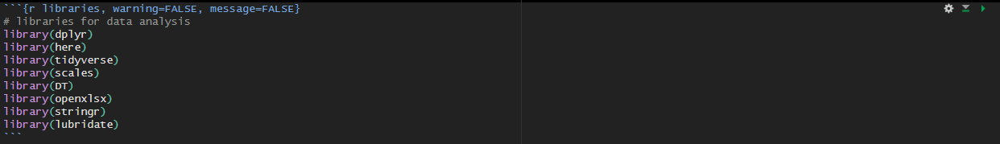 ```{r libraries, warning=FALSE, message=FALSE}
# libraries for data analysis
library(dplyr)
library(here)
library(tidyverse)
library(scales)
library(DT)
library(openxlsx)
library(stringr)
library(lubridate)
```